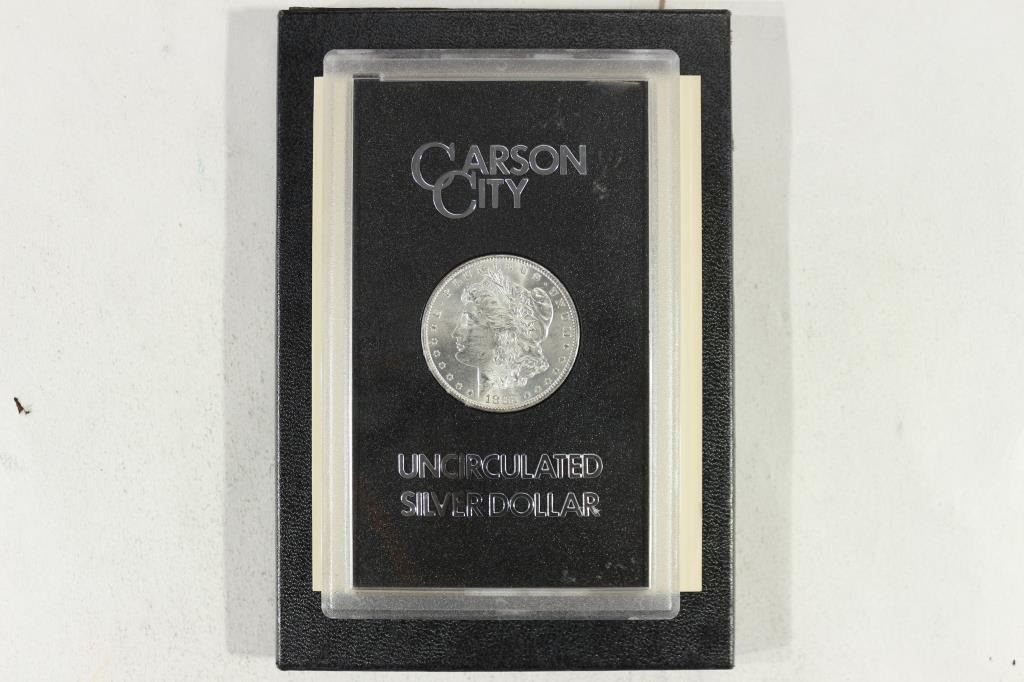 CARSON
CITY
UNCIRCULATED
SILVER DOLLAR